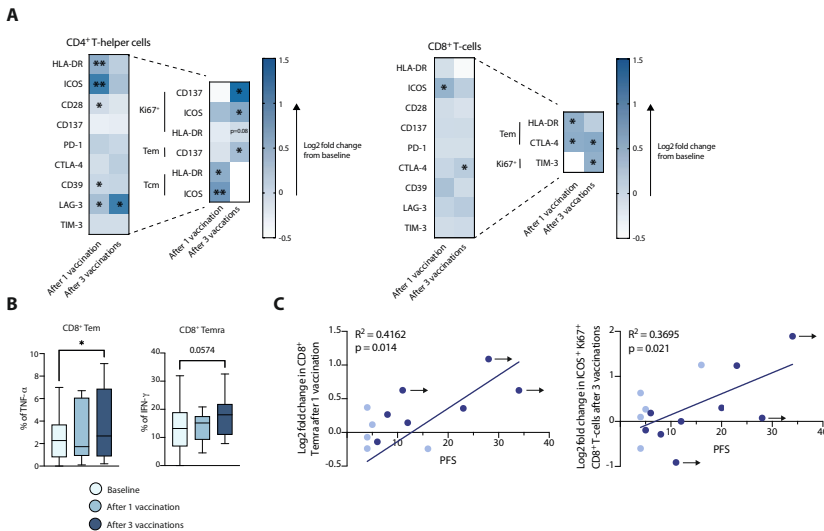 A
CD4+ T-helper cells
HLA-DR
ICOS
CD28
CD137
PD-1
CTLA-4
CD39
LAG-3
TIM-3
**
**
*
*
* *
After 1 vaccination
After 3 vaccinations
Ki67+
Tem
Tcm
CD137
ICOS
HLA-DR
CD137
HLA-DR
ICOS
*
*
p=0.08
*
*
**
After 1 vaccination
After 3 vaccations
1.5
1
0.5
0
-0.5
Log2 fold change
from baseline
CD8+ T-cells
HLA-DR
ICOS
CD28
CD137
PD-1
CTLA-4
CD39
LAG-3
TIM-3
*
*
After 1 vaccination
After 3 vaccinations
Tem
Ki67+
HLA-DR
CTLA-4
TIM-3
*
* *
*
After 1 vaccination
After 3 vaccations
1.5
1
0.5
0
-0.5
Log2 fold change
from baseline
B
CD8+ Tem
*
% of TNF-α
10
8
6
4
2
0
CD8+ Temra
0.0574
% of IFN-γ
40
30
20
10
0
Baseline
After 1 vaccination
After 3 vaccinations
C
R2 = 0.4162
p = 0.014
Log2 fold change in CD8+
Temra after 1 vaccination
1.5
1.0
0.5
0.0
-0.5
10 20 30 40
PFS
R2 = 0.3695
p = 0.021
Log2 fold change in ICOS+ Ki67+
CD8+ T-cells after 3 vaccinations
2
1
0
-1
10 20 30 40
PFS